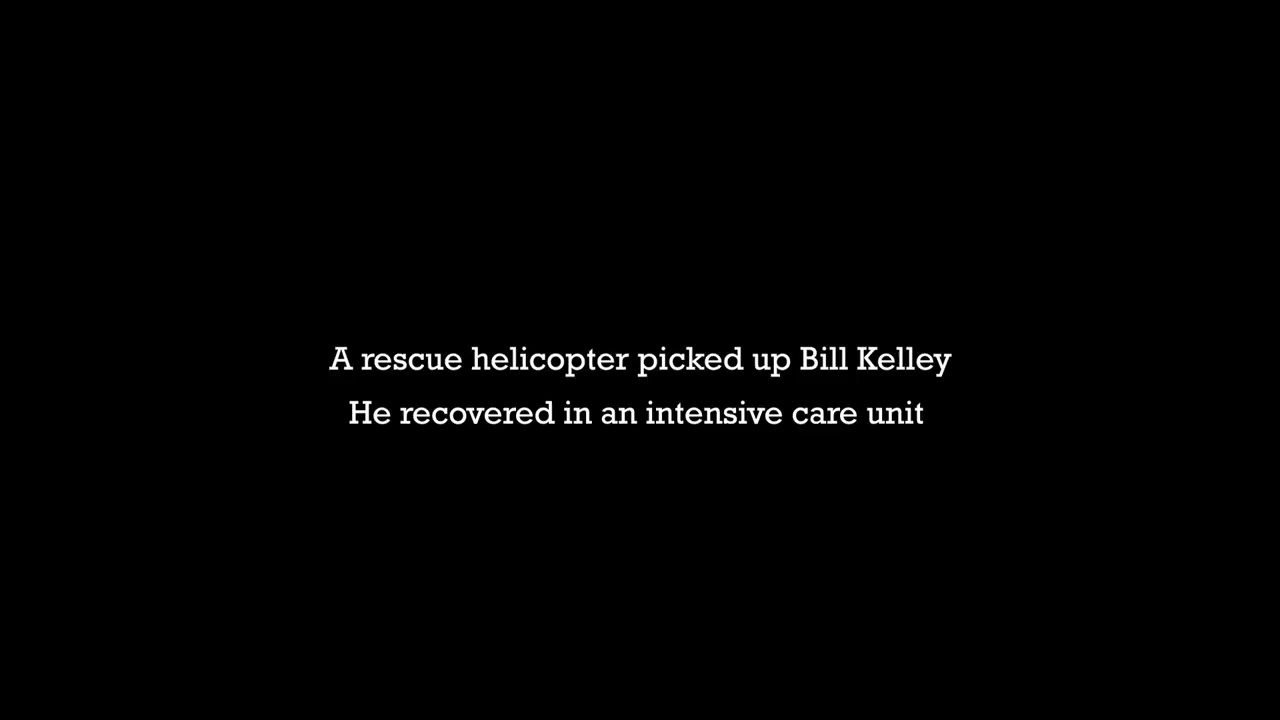 A rescue helicopter picked up Bill Kelley
He recovered in an intensive care unit